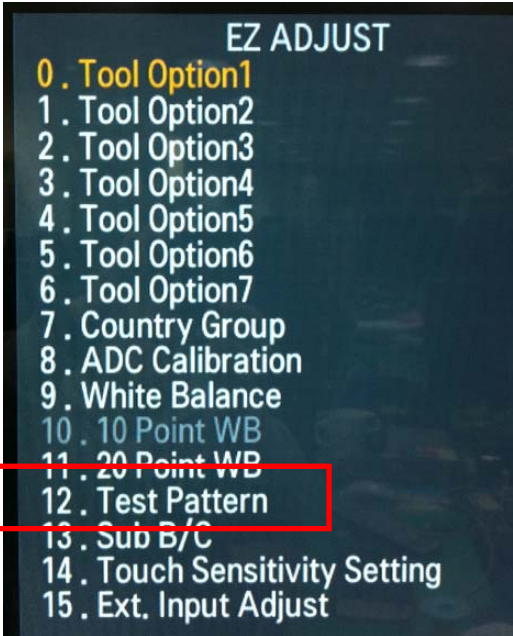 EZ ADJUST
0 . Tool Option1
1 . Tool Option2
2 . Tool Option3
3 . Tool Option4
4 . Tool Option5
5 . Tool Option6
6 . Tool Option7
7 . Country Group
8 . ADC Calibration
9 . White Balance
10 . 10 Point WB
11 . 20 Point WB
12 . Test Pattern
13 . Sub B/C
14 . Touch Sensitivity Setting
15 . Ext. Input Adjust